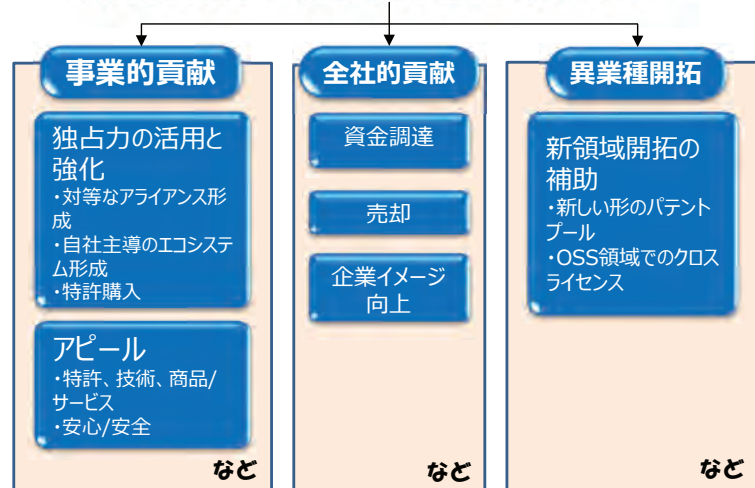 事業的貢献
独占力の活用と
強化
・対等なアライアンス形
成
・自社主導のエコシステ
ム形成
・特許購入
アピール
・特許、技術、商品/
サービス
・安心/安全
など
全社的貢献
資金調達
売却
企業イメージ
向上
など
異業種開拓
新領域開拓の
補助
・新しい形のパテント
プール
・OSS領域でのクロス
ライセンス
など